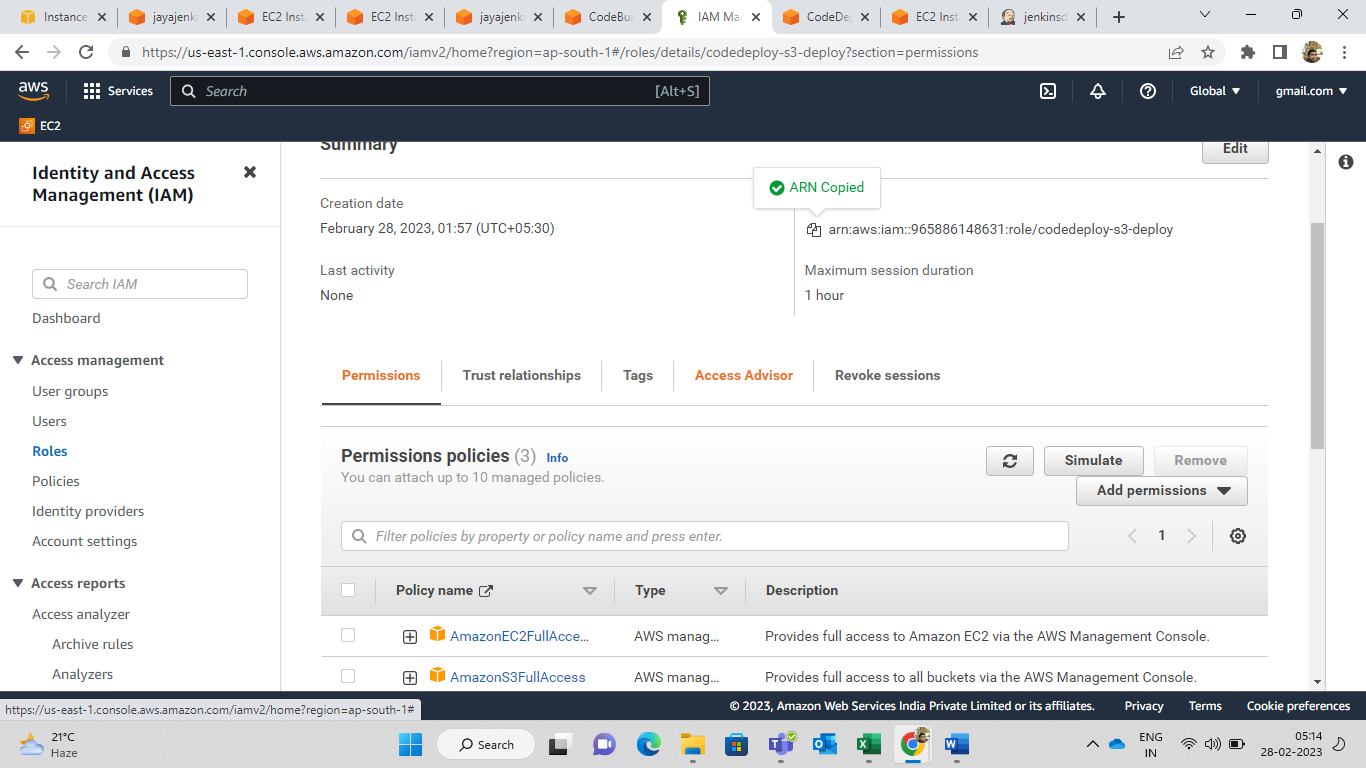 Instance
jayajenk
EC2 Inst
EC2 Inst
jayajenk
CodeBui
IAM Ma
CodeDe
EC2 Inst
jenkinsd
https://us-east-1.console.aws.amazon.com/iamv2/home?region=ap-south-1#/roles/details/codedeploy-s3-deploy?section=permissions
aws
Services
Search
[Alt+S]
Global
gmail.com
EC2
Identity and Access
Management (IAM)
Search IAM
Dashboard
Access management
User groups
Users
Roles
Policies
Identity providers
Account settings
Access reports
Access analyzer
Archive rules
Analyzers
Summary
Edit
ARN Copied
Creation date
February 28, 2023, 01:57 (UTC+05:30)
arn:aws:iam::965886148631:role/codedeploy-s3-deploy
Last activity
None
Maximum session duration
1 hour
Permissions
Trust relationships
Tags
Access Advisor
Revoke sessions
Permissions policies (3) Info
You can attach up to 10 managed policies.
Simulate
Remove
Add permissions
Filter policies by property or policy name and press enter.
1
Policy name
Type
Description
AmazonEC2FullAcce...
AWS manag...
Provides full access to Amazon EC2 via the AWS Management Console.
AmazonS3FullAccess
AWS manag...
Provides full access to all buckets via the AWS Management Console.
https://us-east-1.console.aws.amazon.com/iamv2/home?region=ap-south-1#
© 2023, Amazon Web Services India Private Limited or its affiliates.
Privacy
Terms
Cookie preferences
21°C
Haze
Search
ENG
IN
05:14
28-02-2023